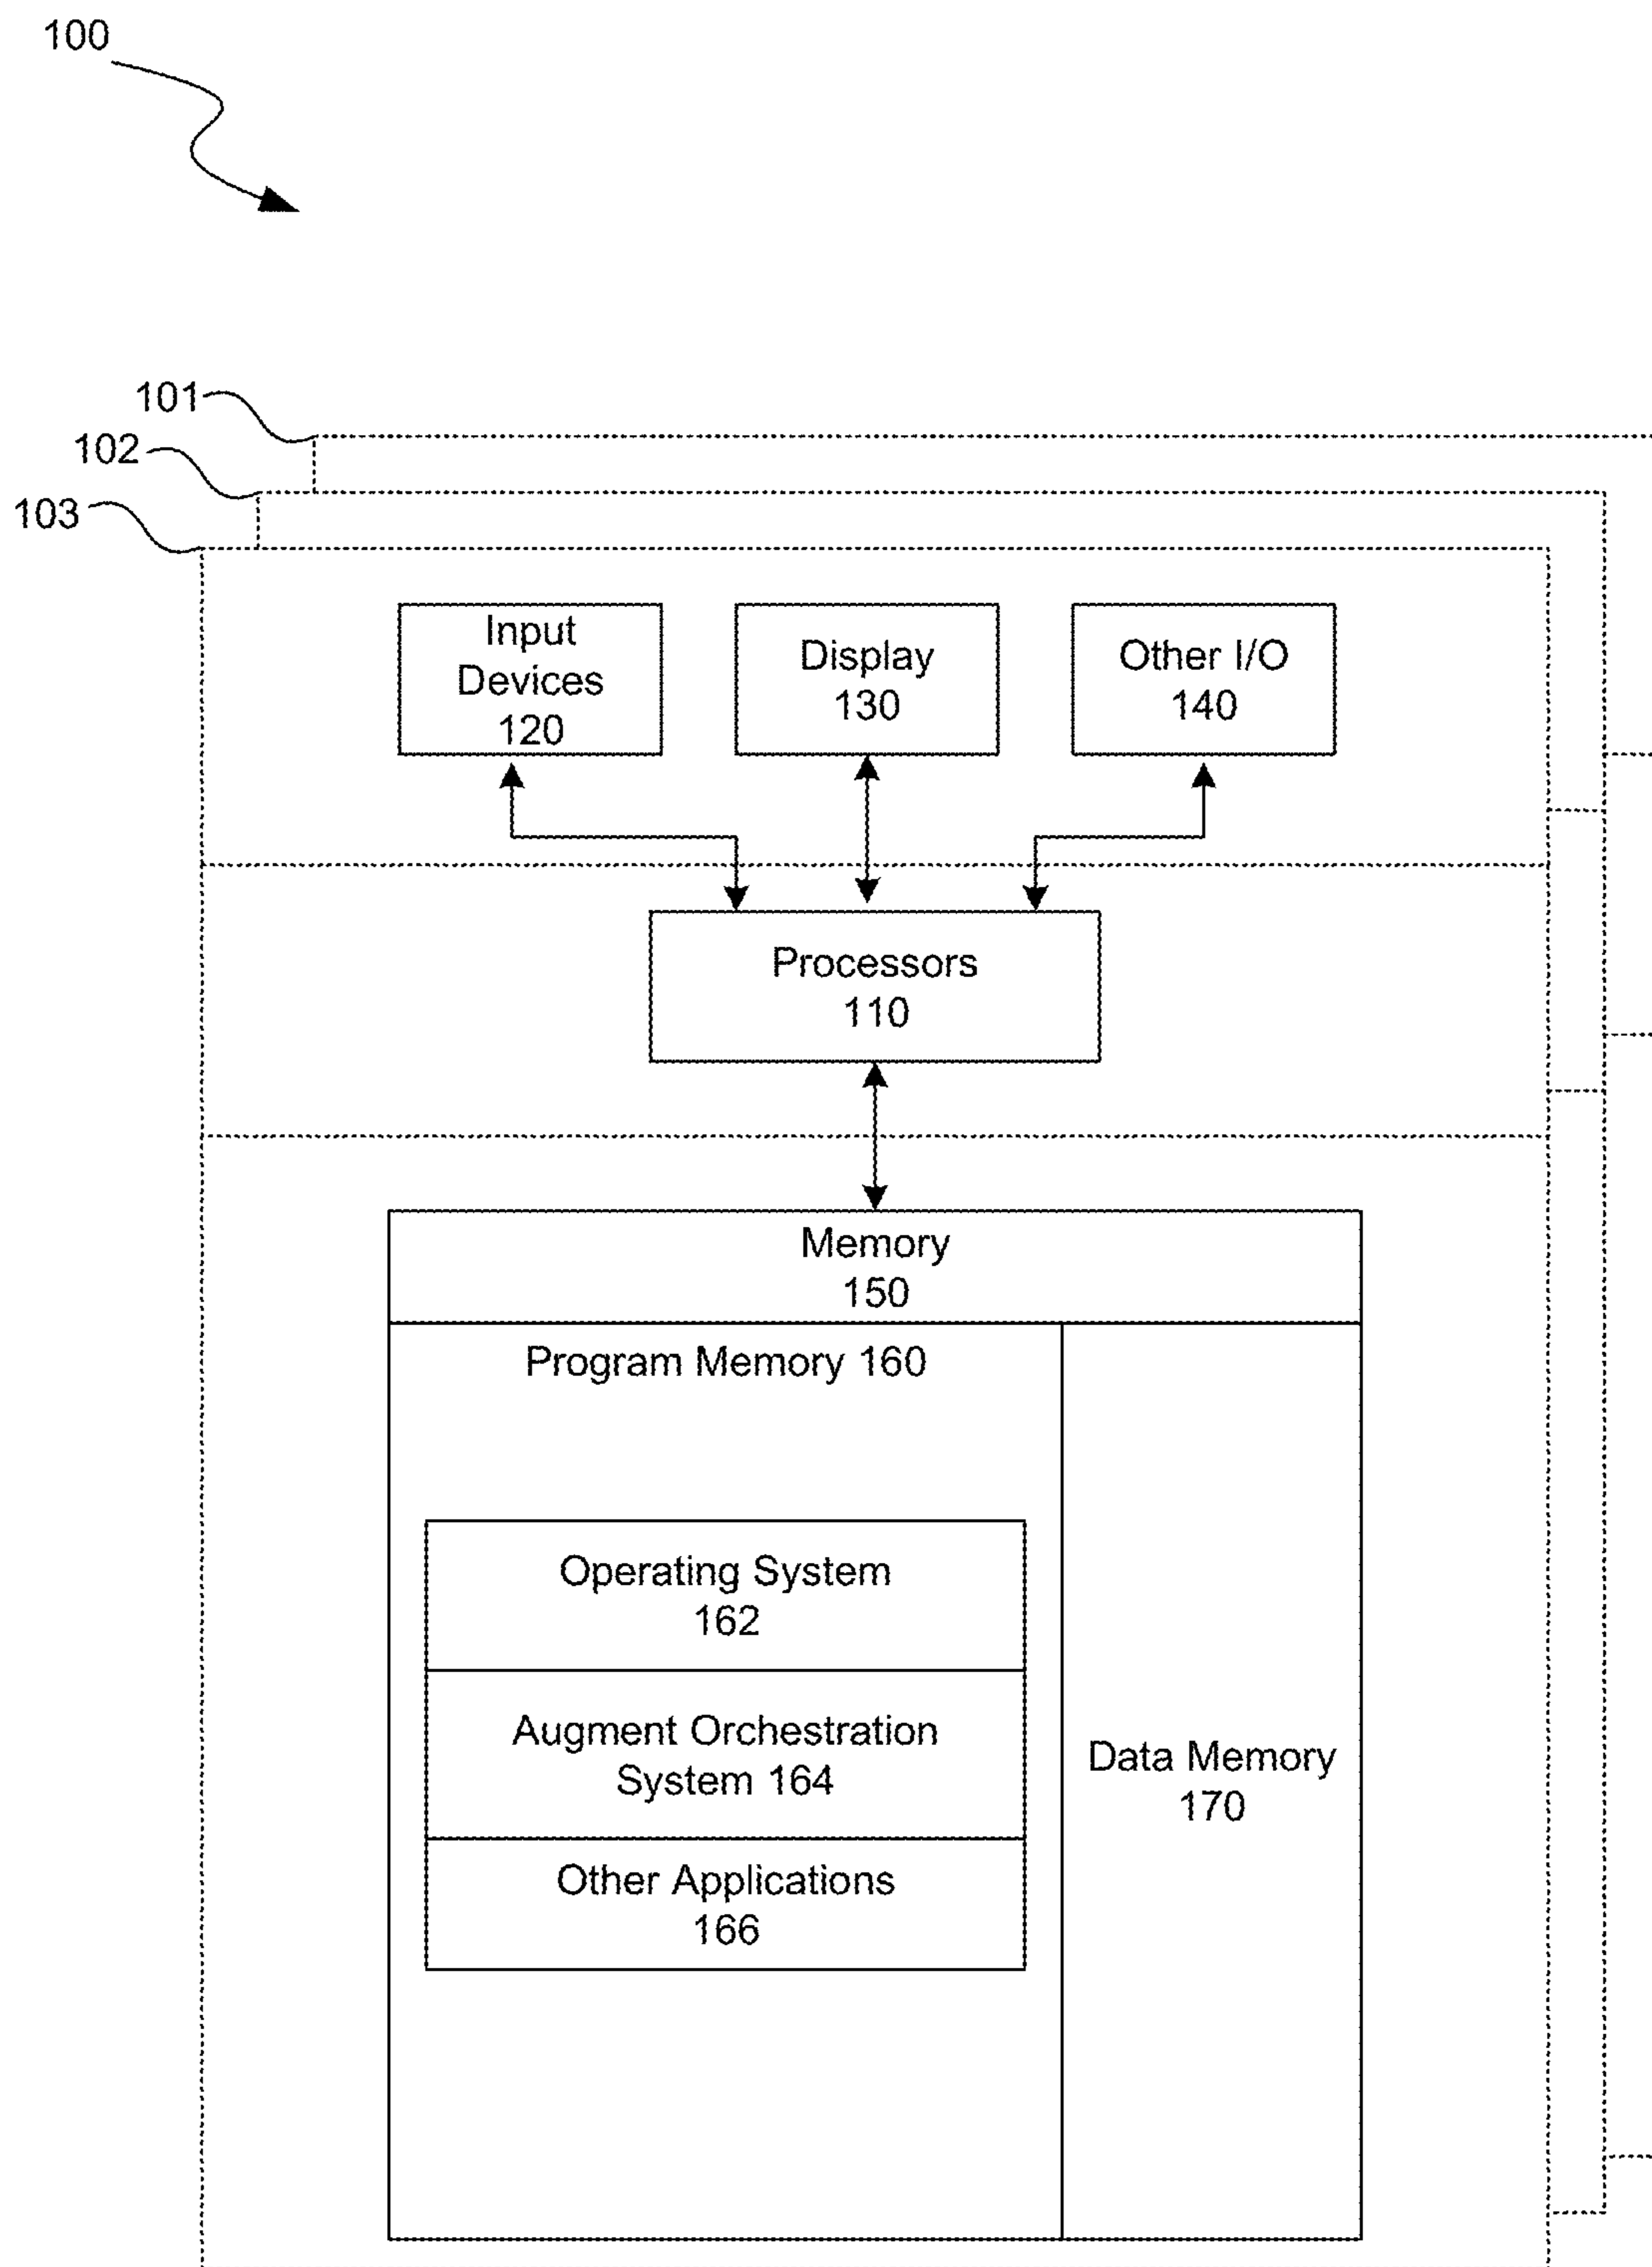 100
101
102
103
Input
Devices
120
Display
130
Other I/O
140
Processors
110
Memory
150
Program Memory 160
Operating System
162
Augment Orchestration
System 164
Other Applications
166
Data Memory
170